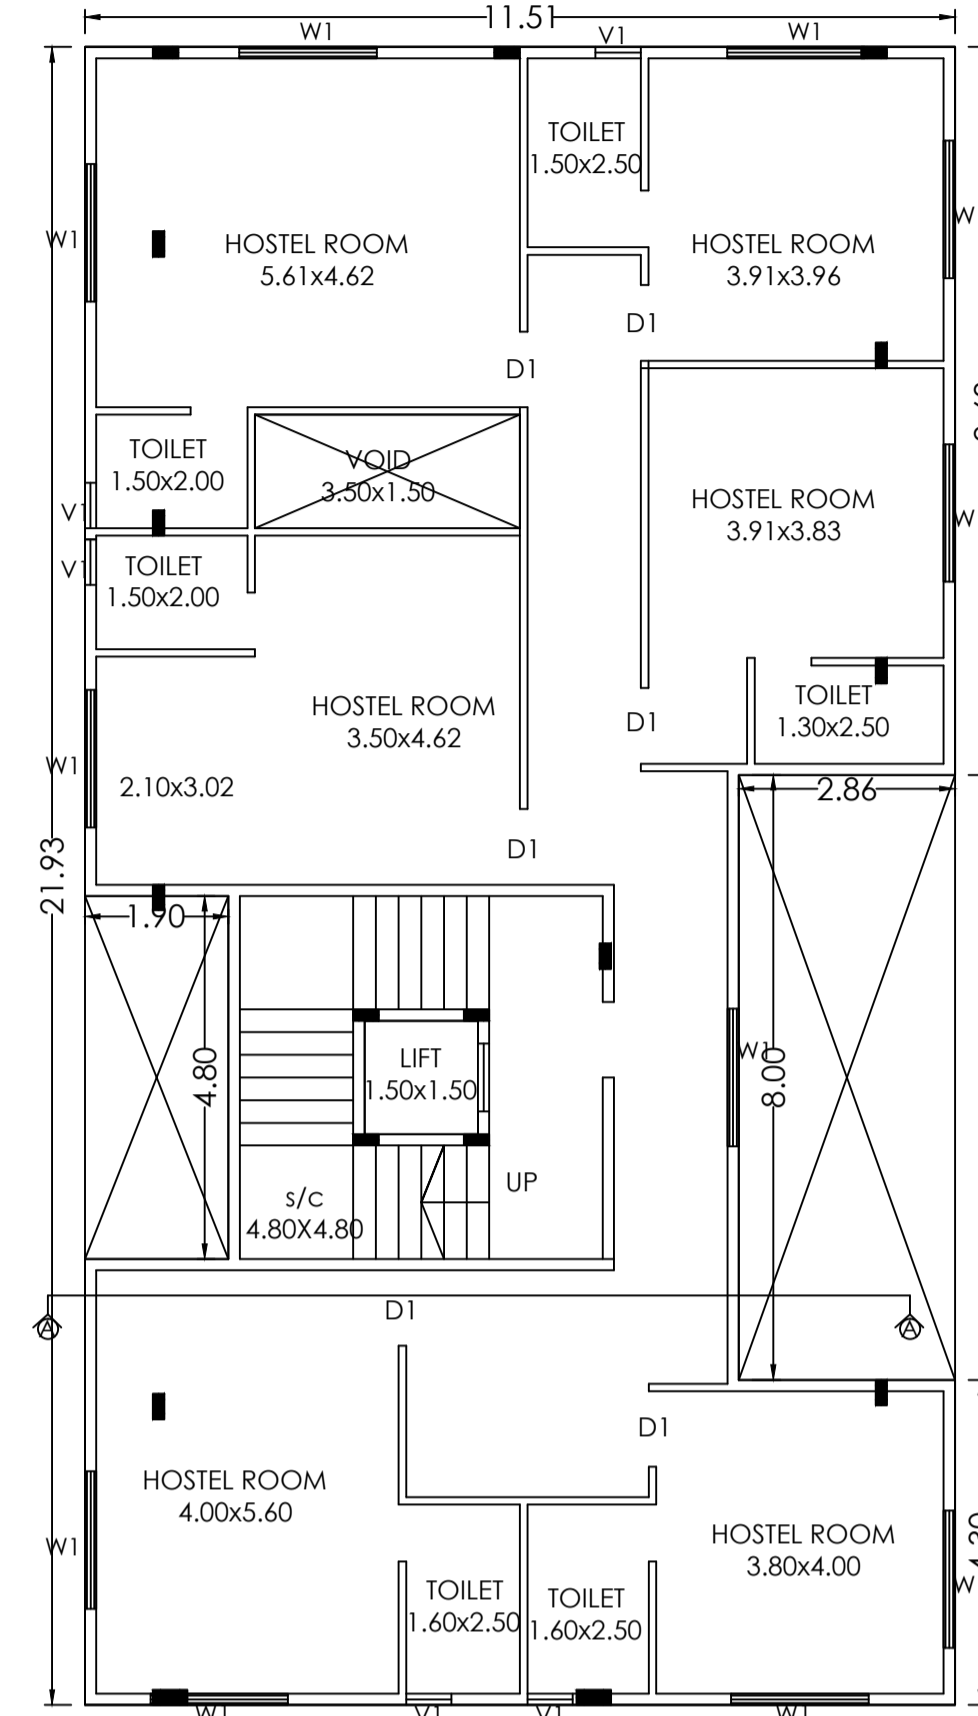 11.51
W1
V1
W1
TOILET
1.50x2.50
W1
HOSTEL ROOM
5.61x4.62
HOSTEL ROOM
3.91x3.96
W
D1
D1
TOILET
1.50x2.00
VOID
3.50x1.50
V1
HOSTEL ROOM
3.91x3.83
W
V1
TOILET
1.50x2.00
HOSTEL ROOM
3.50x4.62
D1
TOILET
1.30x2.50
W1
2.10x3.02
2.86
21.93
D1
1.90
4.80
LIFT
1.50x1.50
W1
8.00
UP
s/c
4.80X4.80
D1
A
A
D1
HOSTEL ROOM
4.00x5.60
W1
HOSTEL ROOM
3.80x4.00
W
TOILET
1.60x2.50
TOILET
1.60x2.50
W1
V1
V1
W1